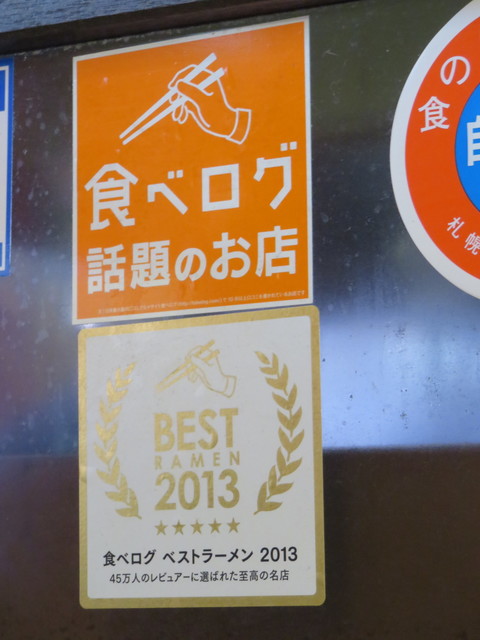 食べログ
話題のお店
BEST
RAMEN
2013
★★★★★
食べログ ベストラーメン 2013
45万人のレビュアーに選ばれた至高の名店
の食
札幌